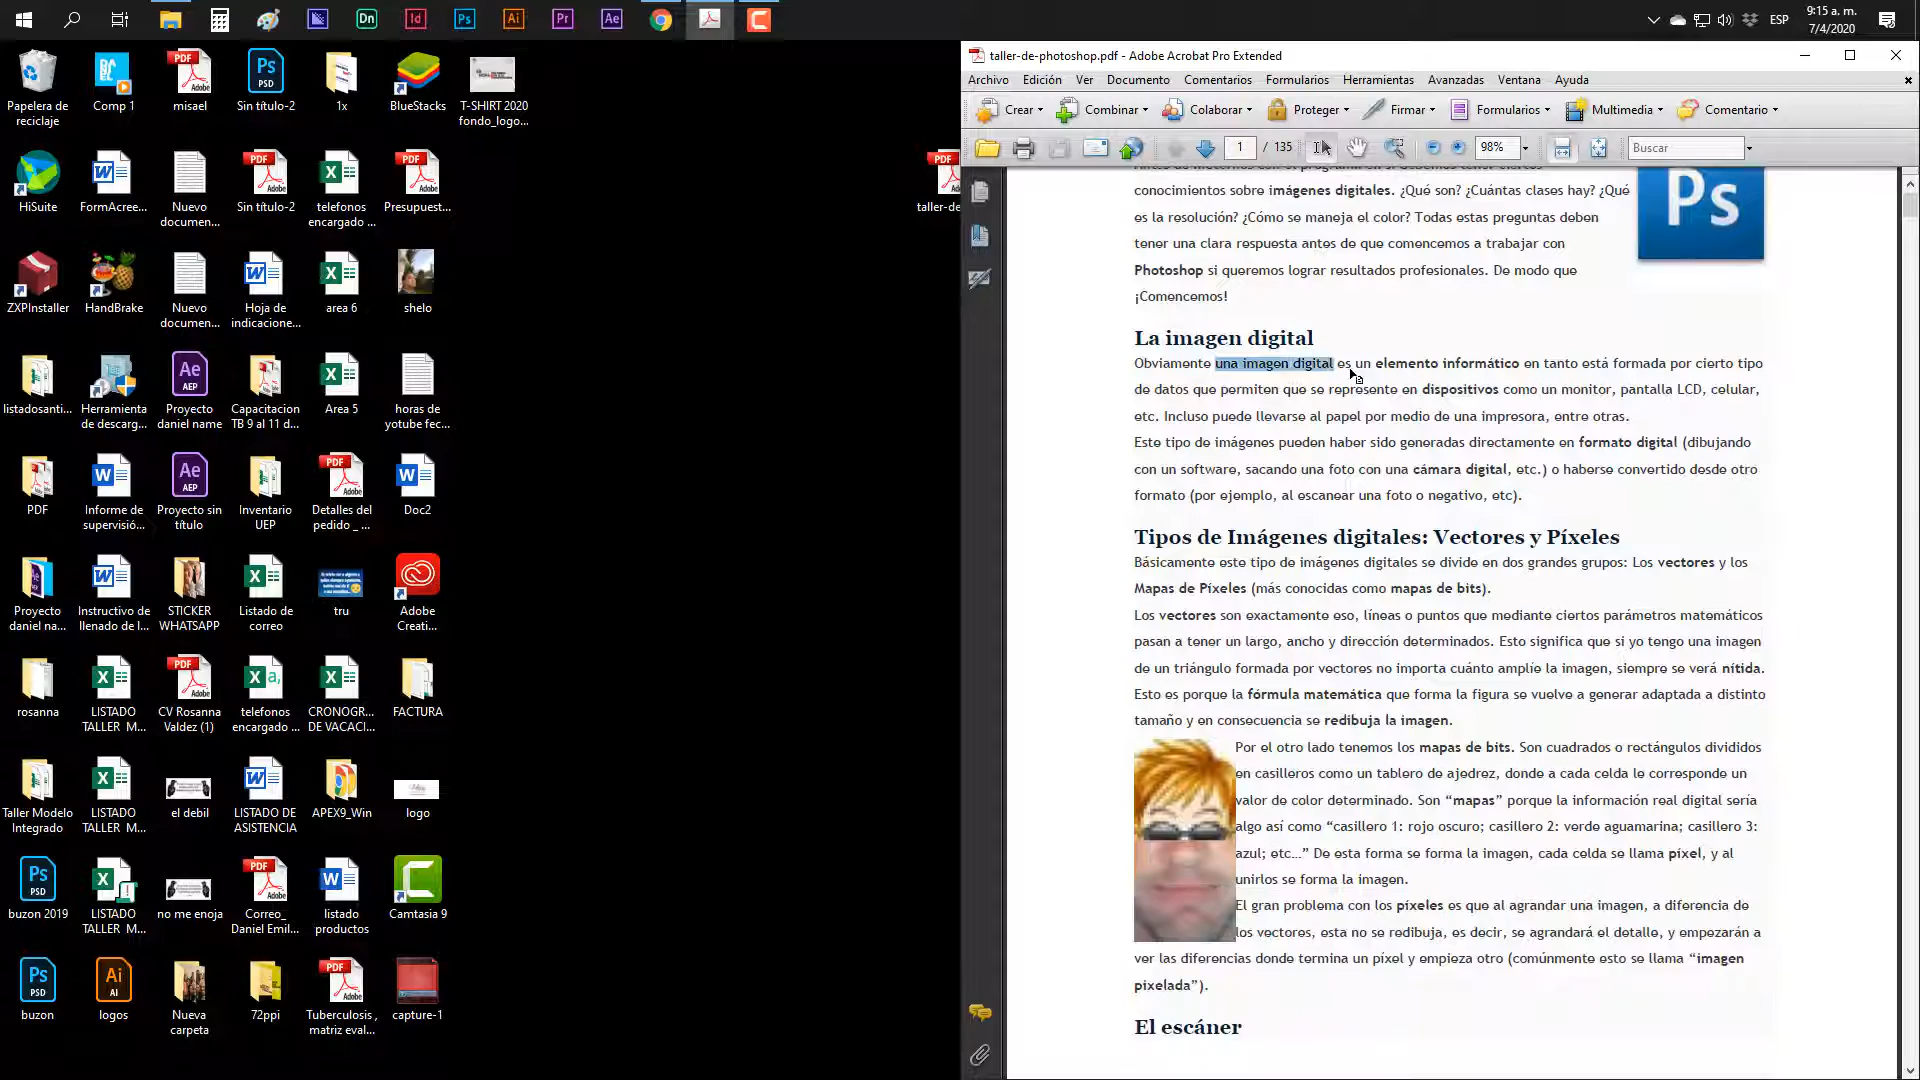 Dn
Id
Ps
Ai
Pr
Ae
ESP
9:15 a. m.
7/4/2020
Papelera de reciclaje
Comp 1
misael
Sin título-2
1x
BlueStacks
T-SHIRT 2020 fondo_logo...
HiSuite
FormAcree...
Nuevo documen...
Sin título-2
telefonos encargado ...
Presupuest...
taller-de
ZXPInstaller
HandBrake
Nuevo documen...
Hoja de indicacione...
area 6
shelo
listadosanti...
Herramienta de descarg...
Proyecto daniel name
Capacitacion TB 9 al 11 d...
Area 5
horas de yotube fec...
PDF
Informe de supervisió...
Proyecto sin título
Inventario UEP
Detalles del pedido _ ...
Doc2
Proyecto daniel na...
Instructivo de llenado de l...
STICKER WHATSAPP
Listado de correo
tru
Adobe Creati...
rosanna
LISTADO TALLER M...
CV Rosanna Valdez (1)
telefonos encargado ...
CRONOGR... DE VACACI...
FACTURA
Taller Modelo Integrado
LISTADO TALLER M...
el debil
LISTADO DE ASISTENCIA
APEX9_Win
logo
buzon 2019
LISTADO TALLER M...
no me enoja
Correo_ Daniel Emil...
listado productos
Camtasia 9
buzon
logos
Nueva carpeta
72ppi
Tuberculosis , matriz eval...
capture-1
taller-de-photoshop.pdf - Adobe Acrobat Pro Extended
Archivo Edición Ver Documento Comentarios Formularios Herramientas Avanzadas Ventana Ayuda
Crear Combinar Colaborar Proteger Firmar Formularios Multimedia Comentario
1 / 135 98% Buscar
conocimientos sobre imágenes digitales. ¿Qué son? ¿Cuántas clases hay? ¿Qué
es la resolución? ¿Cómo se maneja el color? Todas estas preguntas deben
tener una clara respuesta antes de que comencemos a trabajar con
Photoshop si queremos lograr resultados profesionales. De modo que
¡Comencemos!
Ps
La imagen digital
Obviamente una imagen digital es un elemento informático en tanto está formada por cierto tipo
de datos que permiten que se represente en dispositivos como un monitor, pantalla LCD, celular,
etc. Incluso puede llevarse al papel por medio de una impresora, entre otras.
Este tipo de imágenes pueden haber sido generadas directamente en formato digital (dibujando
con un software, sacando una foto con una cámara digital, etc.) o haberse convertido desde otro
formato (por ejemplo, al escanear una foto o negativo, etc).
Tipos de Imágenes digitales: Vectores y Píxeles
Básicamente este tipo de imágenes digitales se divide en dos grandes grupos: Los vectores y los
Mapas de Píxeles (más conocidas como mapas de bits).
Los vectores son exactamente eso, líneas o puntos que mediante ciertos parámetros matemáticos
pasan a tener un largo, ancho y dirección determinados. Esto significa que si yo tengo una imagen
de un triángulo formada por vectores no importa cuánto amplíe la imagen, siempre se verá nítida.
Esto es porque la fórmula matemática que forma la figura se vuelve a generar adaptada a distinto
tamaño y en consecuencia se redibuja la imagen.
Por el otro lado tenemos los mapas de bits. Son cuadrados o rectángulos divididos
en casilleros como un tablero de ajedrez, donde a cada celda le corresponde un
valor de color determinado. Son “mapas” porque la información real digital sería
algo así como “casillero 1: rojo oscuro; casillero 2: verde aguamarina; casillero 3:
azul; etc…” De esta forma se forma la imagen, cada celda se llama píxel, y al
unirlos se forma la imagen.
El gran problema con los píxeles es que al agrandar una imagen, a diferencia de
los vectores, esta no se redibuja, es decir, se agrandará el detalle, y empezarán a
ver las diferencias donde termina un píxel y empieza otro (comúnmente esto se llama “imagen
píxelada”).
El escáner